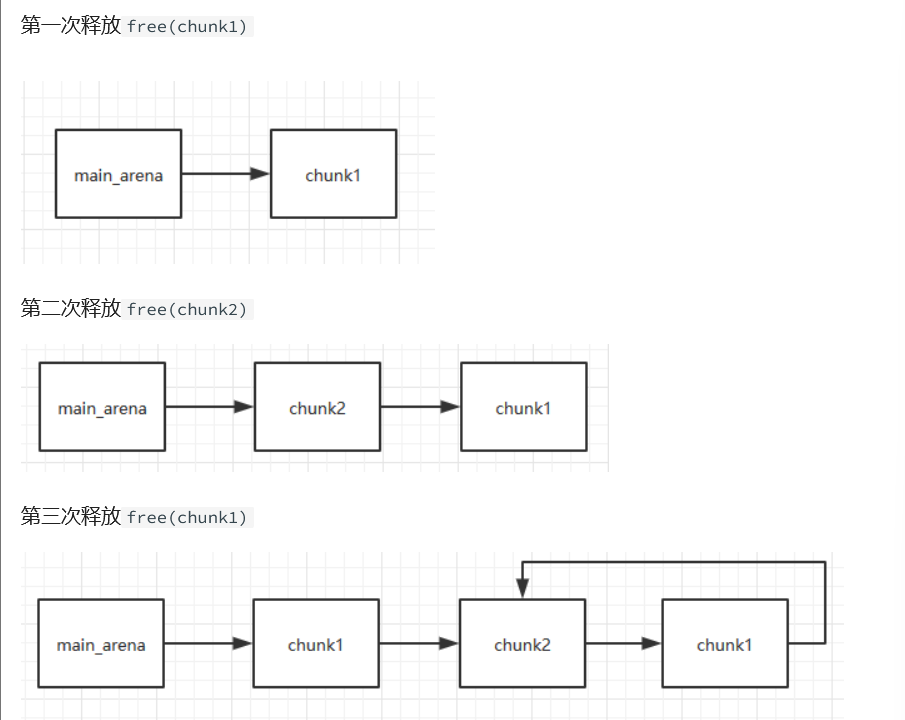 第一次释放 free(chunk1)
main_arena chunk1
第二次释放 free(chunk2)
main_arena chunk2 chunk1
第三次释放 free(chunk1)
main_arena chunk1 chunk2 chunk1